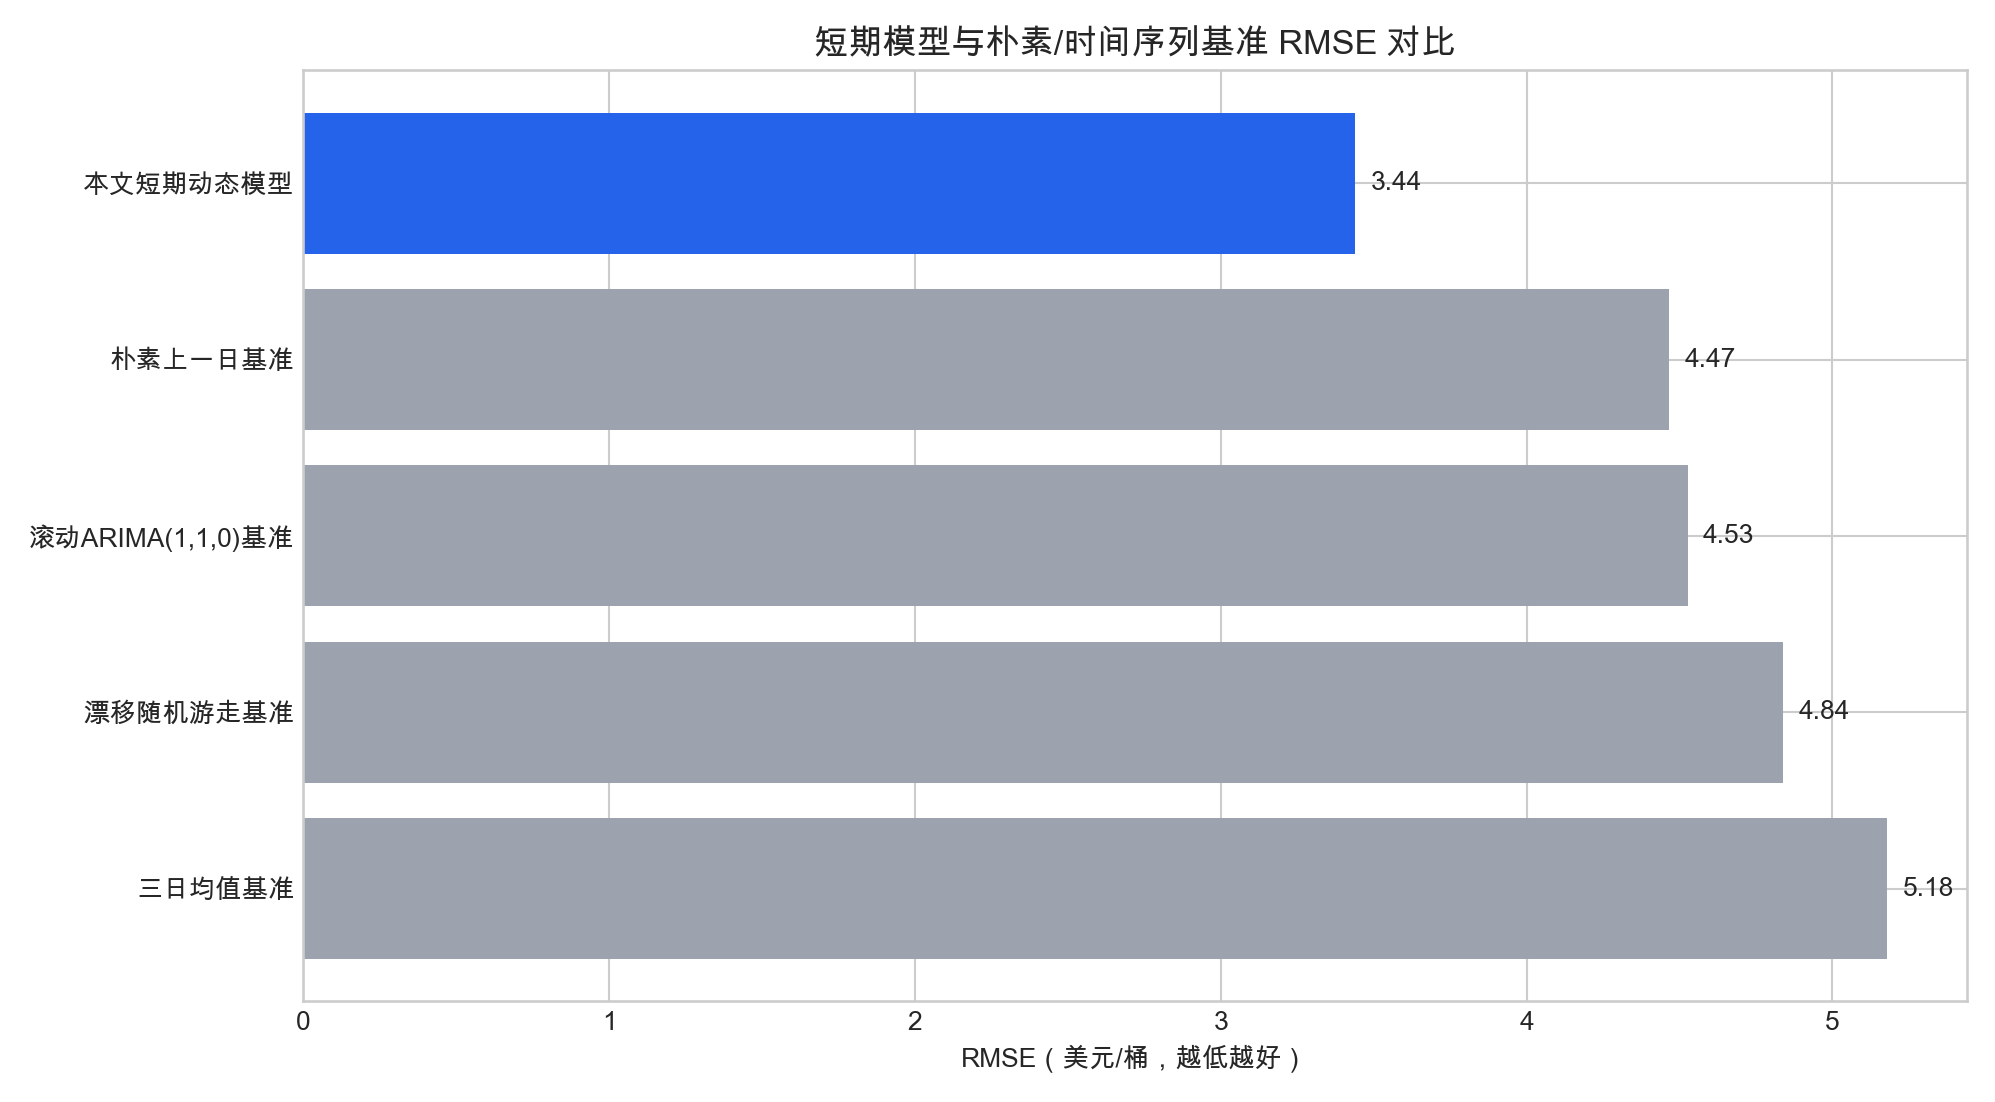 短期模型与朴素/时间序列基准 RMSE 对比
本文短期动态模型
3.44
朴素上一日基准
4.47
滚动ARIMA(1,1,0)基准
4.53
漂移随机游走基准
4.84
三日均值基准
5.18
0 1 2 3 4 5
RMSE（美元/桶，越低越好）